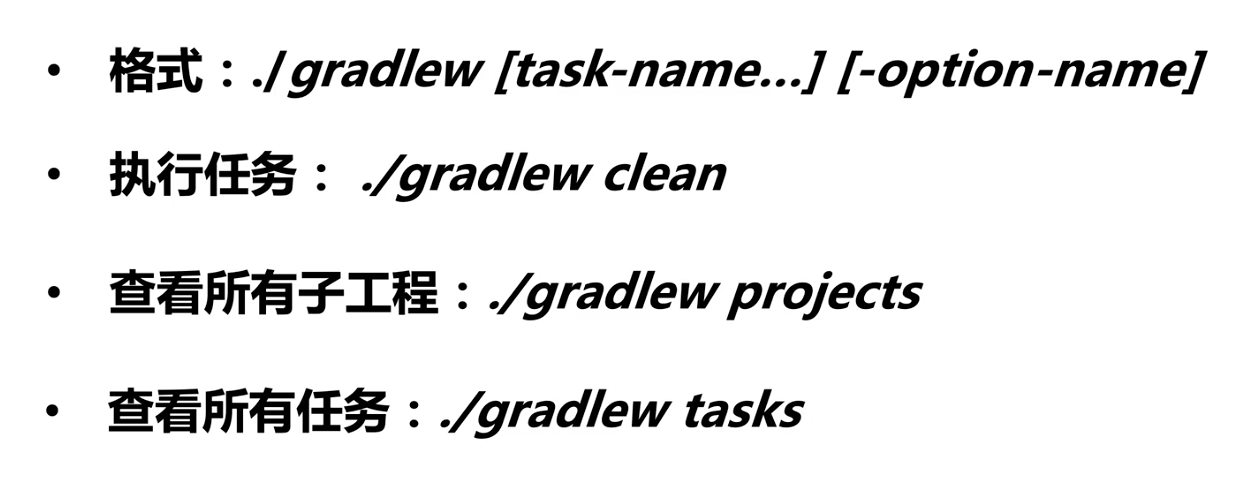 • 格式：./gradlew [task-name...] [-option-name]
• 执行任务： ./gradlew clean
• 查看所有子工程：./gradlew projects
• 查看所有任务：./gradlew tasks